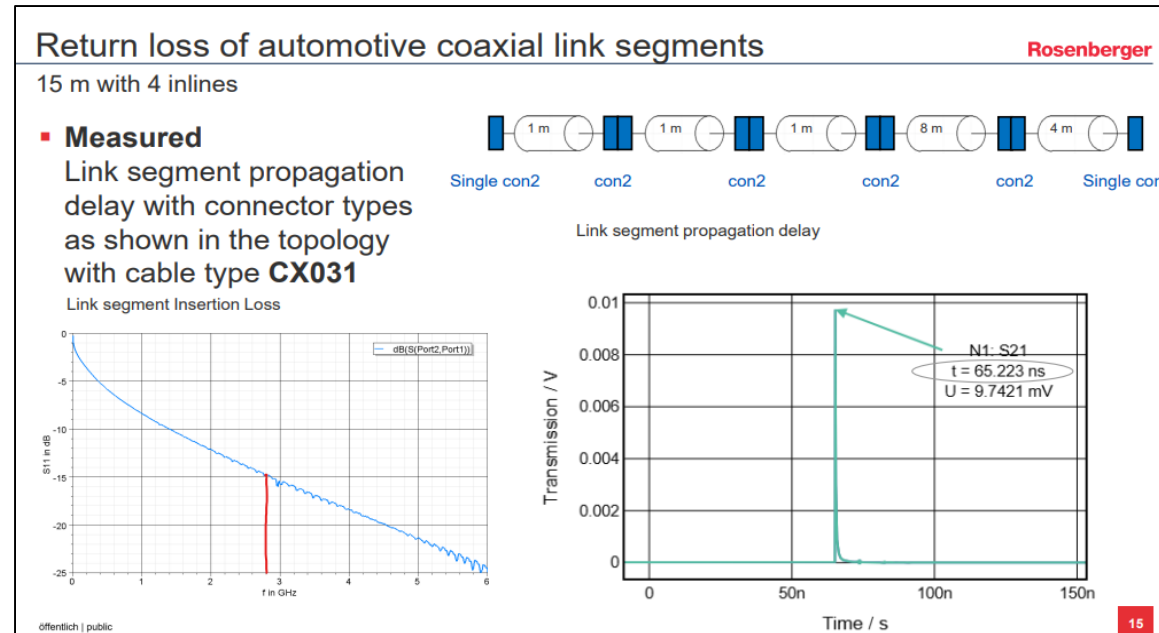 Return loss of automotive coaxial link segments
Rosenberger
15 m with 4 inlines
▪ Measured
Link segment propagation
delay with connector types
as shown in the topology
with cable type CX031
1 m
1 m
1 m
8 m
4 m
Single con2
con2
con2
con2
con2
Single con
Link segment propagation delay
Link segment Insertion Loss
dB(S(Port2,Port1))
S11 in dB
0
-5
-10
-15
-20
-25
0
1
2
3
4
5
6
f in GHz
Transmission / V
0.01
0.008
0.006
0.004
0.002
0
N1: S21
t = 65.223 ns
U = 9.7421 mV
0
50n
100n
150n
Time / s
öffentlich | public
15